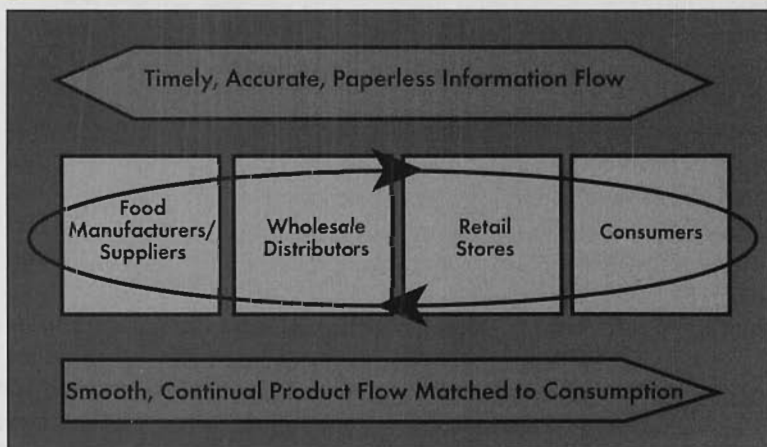 Timely, Accurate, Paperless Information Flow
Food
Manufacturers/
Suppliers
Wholesale
Distributors
Retail
Stores
Consumers
Smooth, Continual Product Flow Matched to Consumption